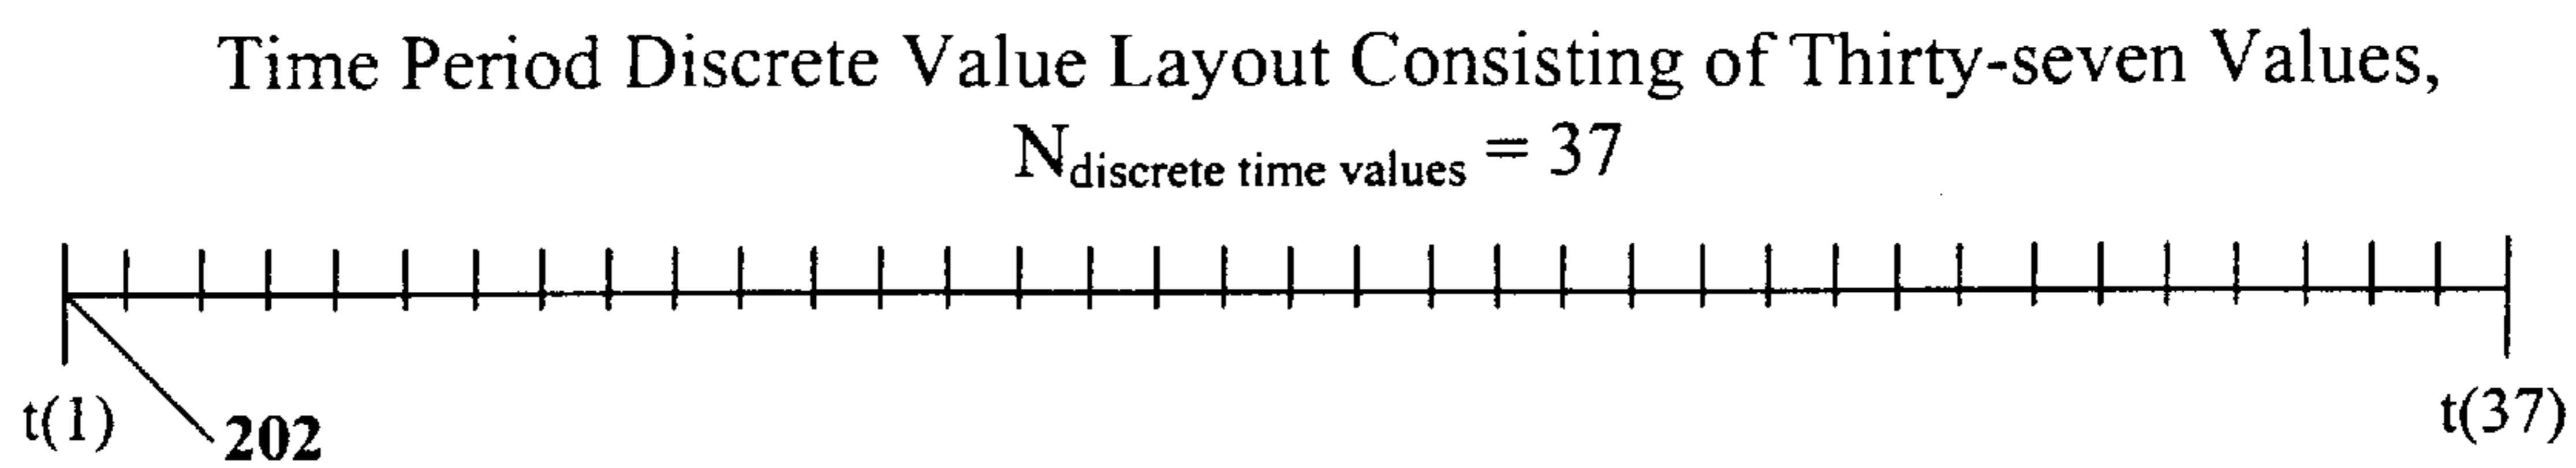 Time Period Discrete Value Layout Consisting of Thirty-seven Values,
N discrete time values = 37
t(1) 202 t(37)